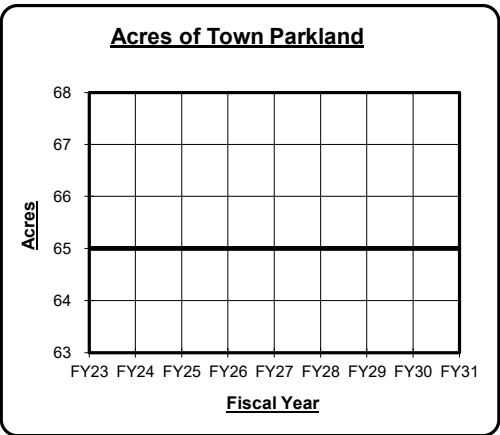 Acres of Town Parkland
68
67
66
65
64
63
Acres
FY23 FY24 FY25 FY26 FY27 FY28 FY29 FY30 FY31
Fiscal Year